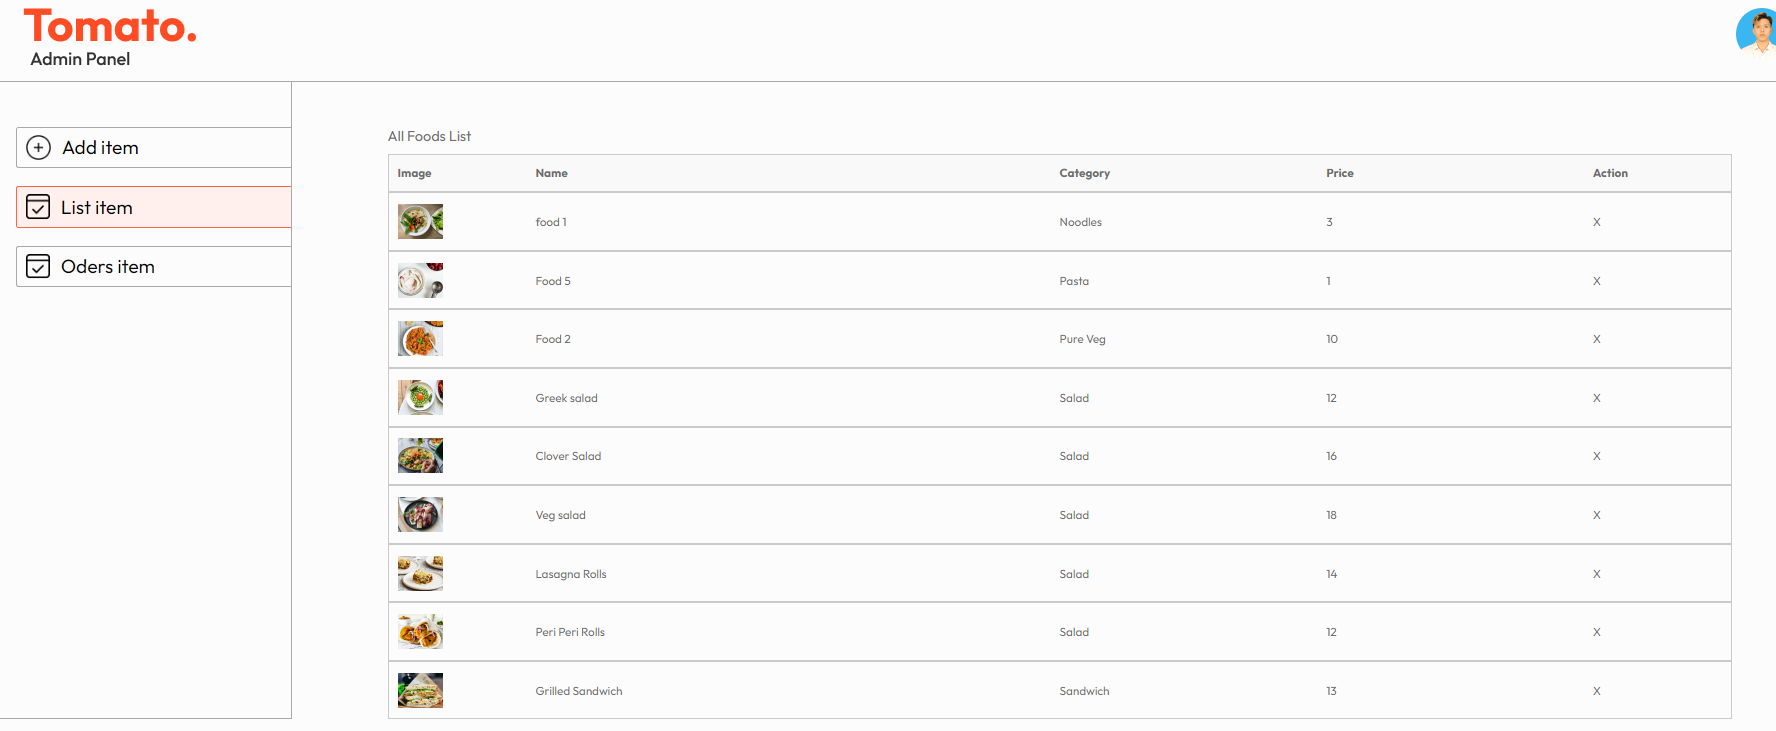 Tomato.
Admin Panel
Add item
List item
Oders item
All Foods List
Image Name Category Price Action
food 1 Noodles 3 X
Food 5 Pasta 1 X
Food 2 Pure Veg 10 X
Greek salad Salad 12 X
Clover Salad Salad 16 X
Veg salad Salad 18 X
Lasagna Rolls Salad 14 X
Peri Peri Rolls Salad 12 X
Grilled Sandwich Sandwich 13 X